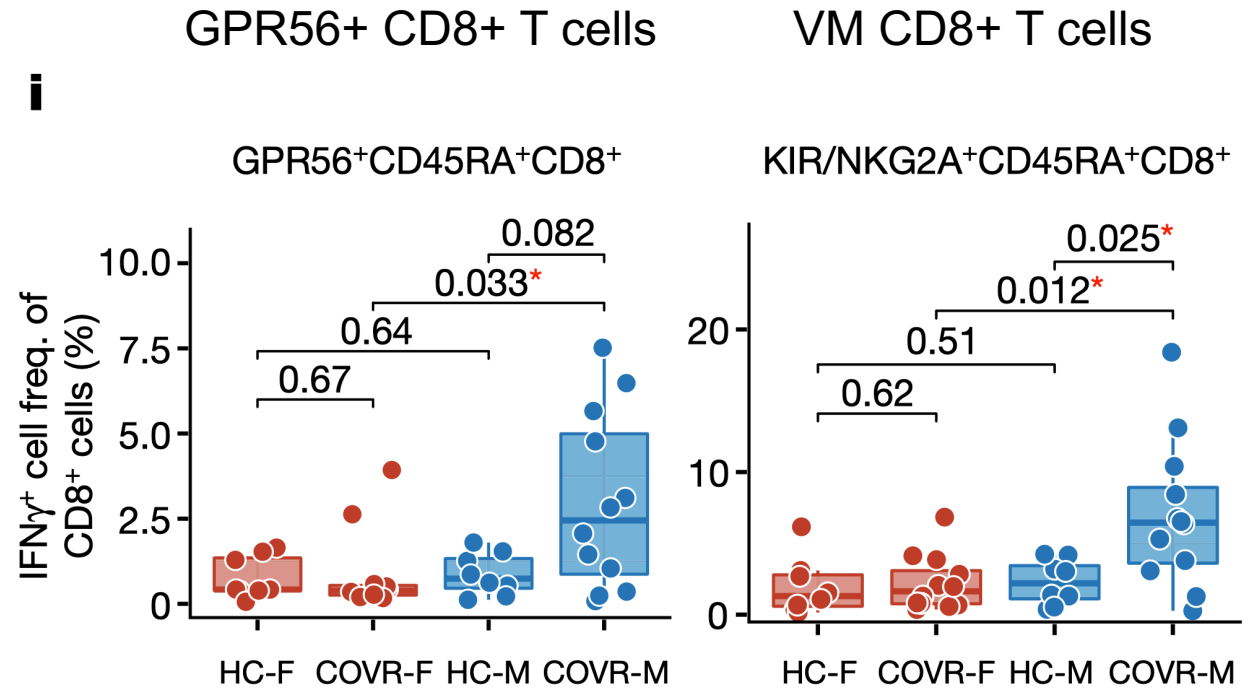 GPR56+ CD8+ T cells
VM CD8+ T cells
i
GPR56⁺CD45RA⁺CD8⁺
KIR/NKG2A⁺CD45RA⁺CD8⁺
IFNγ⁺ cell freq. of
CD8⁺ cells (%)
10.0
7.5
5.0
2.5
0
0.082
0.033*
0.64
0.67
HC-F COVR-F HC-M COVR-M
20
10
0
0.025*
0.012*
0.51
0.62
HC-F COVR-F HC-M COVR-M